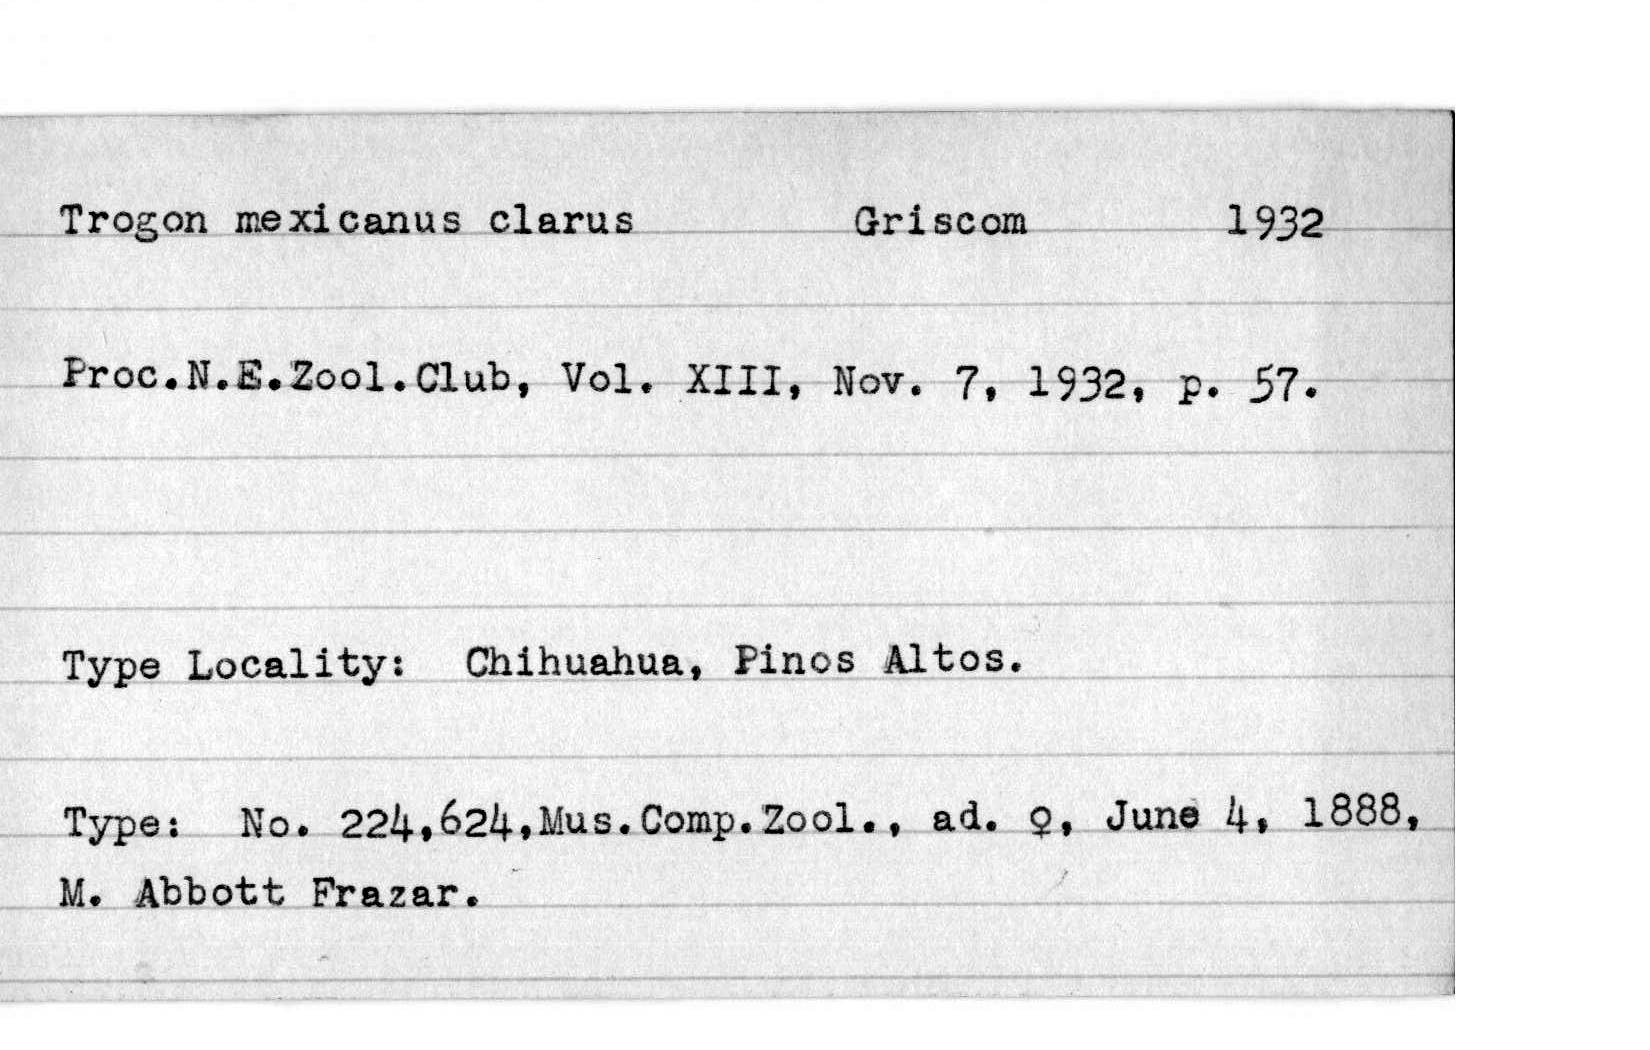 Trogon mexicanus clarus Griscom 1932
Proc.N.E.Zool.Club, Vol. XIII, Nov. 7, 1932, p. 57.
Type Locality: Chihuahua, Pinos Altos.
Type: No. 224,624,Mus.Comp.Zool., ad. ♀, June 4, 1888,
M. Abbott Frazar.